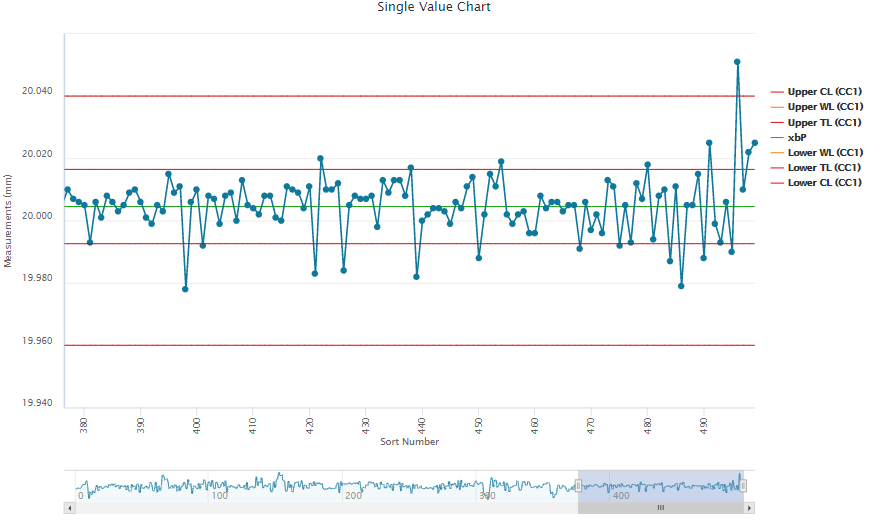 Single Value Chart
20.040
20.020
20.000
19.980
19.960
19.940
Measurements (mm)
380
390
400
410
420
430
440
450
460
470
480
490
Sort Number
Upper CL (CC1)
Upper WL (CC1)
Upper TL (CC1)
xbP
Lower WL (CC1)
Lower TL (CC1)
Lower CL (CC1)
0
100
200
300
400